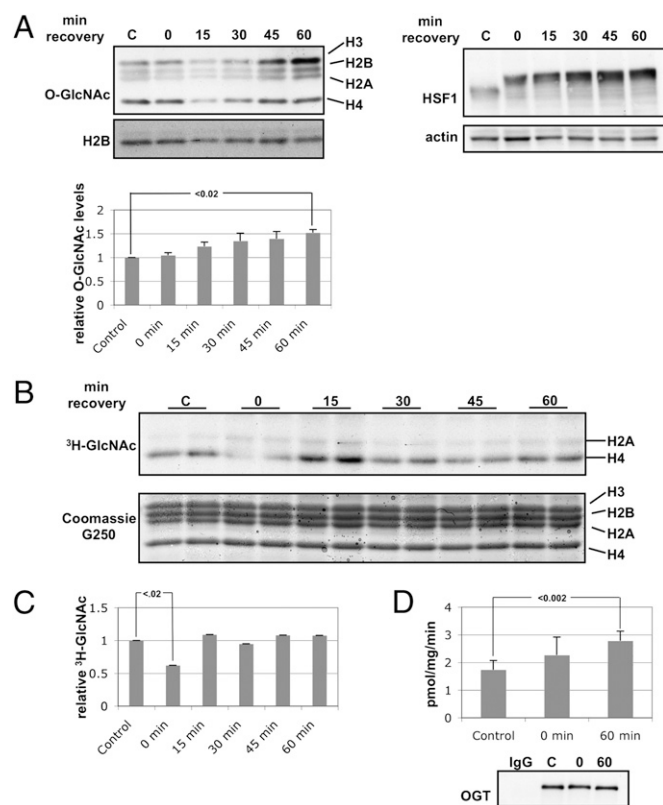 A
min
recovery
C 0 15 30 45 60
O-GlcNAc
H3
H2B
H2A
H4
H2B
min
recovery
C 0 15 30 45 60
HSF1
actin
relative O-GlcNAc levels
2
1.5
1
0.5
0
<0.02
Control
0 min
15 min
30 min
45 min
60 min
B
min
recovery
C 0 15 30 45 60
³H-GlcNAc
H2A
H4
Coomassie
G250
H3
H2B
H2A
H4
C
relative ³H-GlcNAc
1.5
1
0.5
0
<.02
Control
0 min
15 min
30 min
45 min
60 min
D
pmol/mg/min
4
3
2
1
0
<0.002
Control 0 min 60 min
IgG C 0 60
OGT